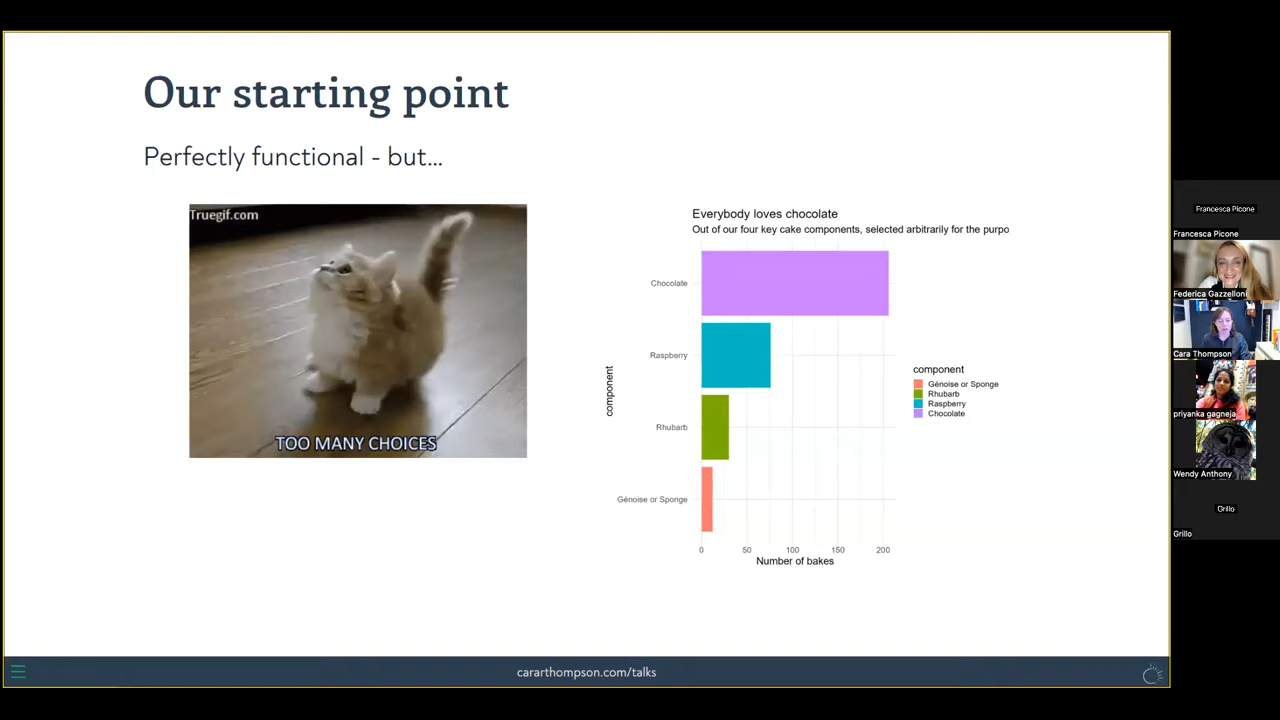 Our starting point
Perfectly functional - but...
Truegif.com
TOO MANY CHOICES
Everybody loves chocolate
Out of our four key cake components, selected arbitrarily for the purpo
component
Chocolate
Raspberry
Rhubarb
Génoise or Sponge
0 50 100 150 200
Number of bakes
component
Génoise or Sponge
Rhubarb
Raspberry
Chocolate
cararthompson.com/talks
Francesca Picone
Francesca Picone
Federica Gazzelloni
Cara Thompson
priyanka gagneja
Wendy Anthony
Grillo
Grillo